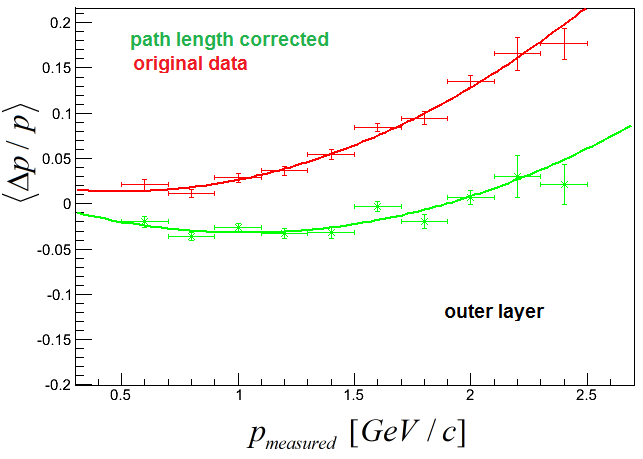 0.2
0.15
0.1
0.05
0
-0.05
-0.1
-0.15
-0.2
⟨Δp / p⟩
path length corrected
original data
outer layer
0.5 1 1.5 2 2.5
p_measured [GeV / c]